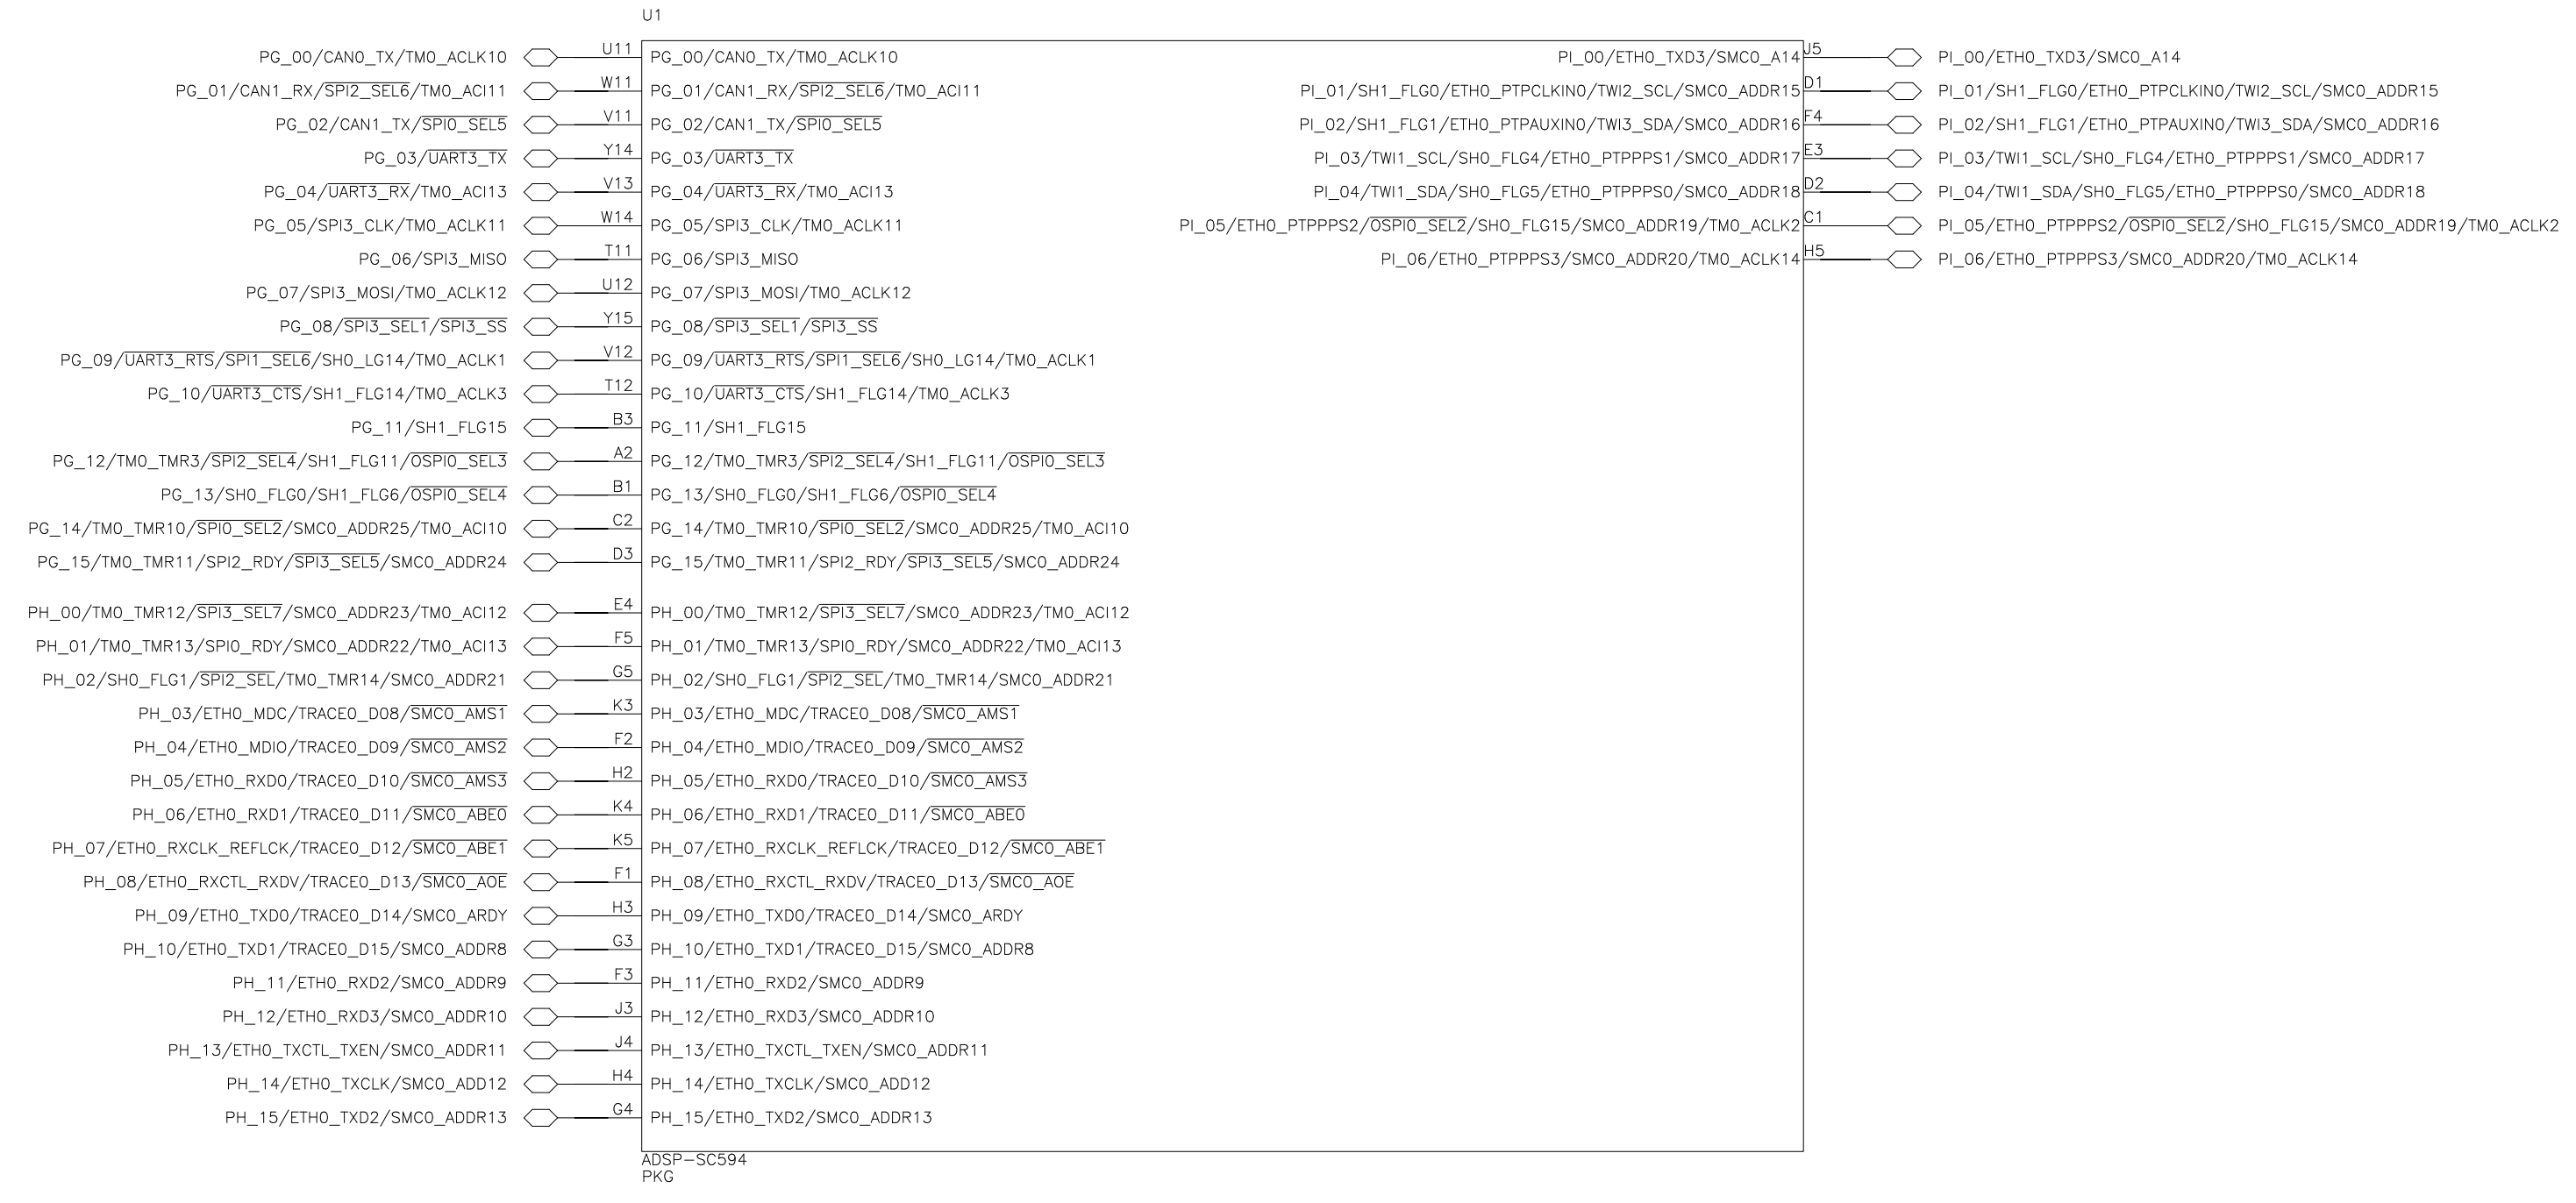 U1
PG_00/CAN0_TX/TM0_ACLK10 U11 PG_00/CAN0_TX/TM0_ACLK10 PI_00/ETH0_TXD3/SMC0_A14 J5 PI_00/ETH0_TXD3/SMC0_A14
PG_01/CAN1_RX/SPI2_SEL6/TM0_ACI11 W11 PG_01/CAN1_RX/SPI2_SEL6/TM0_ACI11 PI_01/SH1_FLG0/ETH0_PTPCLKIN0/TWI2_SCL/SMC0_ADDR15 D1 PI_01/SH1_FLG0/ETH0_PTPCLKIN0/TWI2_SCL/SMC0_ADDR15
PG_02/CAN1_TX/SPI0_SEL5 V11 PG_02/CAN1_TX/SPI0_SEL5 PI_02/SH1_FLG1/ETH0_PTPAUXIN0/TWI3_SDA/SMC0_ADDR16 F4 PI_02/SH1_FLG1/ETH0_PTPAUXIN0/TWI3_SDA/SMC0_ADDR16
PG_03/UART3_TX Y14 PG_03/UART3_TX PI_03/TWI1_SCL/SH0_FLG4/ETH0_PTPPPS1/SMC0_ADDR17 E3 PI_03/TWI1_SCL/SH0_FLG4/ETH0_PTPPPS1/SMC0_ADDR17
PG_04/UART3_RX/TM0_ACI13 V13 PG_04/UART3_RX/TM0_ACI13 PI_04/TWI1_SDA/SH0_FLG5/ETH0_PTPPPS0/SMC0_ADDR18 D2 PI_04/TWI1_SDA/SH0_FLG5/ETH0_PTPPPS0/SMC0_ADDR18
PG_05/SPI3_CLK/TM0_ACLK11 W14 PG_05/SPI3_CLK/TM0_ACLK11 PI_05/ETH0_PTPPPS2/OSPI0_SEL2/SH0_FLG15/SMC0_ADDR19/TM0_ACLK2 C1 PI_05/ETH0_PTPPPS2/OSPI0_SEL2/SH0_FLG15/SMC0_ADDR19/TM0_ACLK2
PG_06/SPI3_MISO T11 PG_06/SPI3_MISO PI_06/ETH0_PTPPPS3/SMC0_ADDR20/TM0_ACLK14 H5 PI_06/ETH0_PTPPPS3/SMC0_ADDR20/TM0_ACLK14
PG_07/SPI3_MOSI/TM0_ACLK12 U12 PG_07/SPI3_MOSI/TM0_ACLK12
PG_08/SPI3_SEL1/SPI3_SS Y15 PG_08/SPI3_SEL1/SPI3_SS
PG_09/UART3_RTS/SPI1_SEL6/SH0_LG14/TM0_ACLK1 V12 PG_09/UART3_RTS/SPI1_SEL6/SH0_LG14/TM0_ACLK1
PG_10/UART3_CTS/SH1_FLG14/TM0_ACLK3 T12 PG_10/UART3_CTS/SH1_FLG14/TM0_ACLK3
PG_11/SH1_FLG15 B3 PG_11/SH1_FLG15
PG_12/TM0_TMR3/SPI2_SEL4/SH1_FLG11/OSPI0_SEL3 A2 PG_12/TM0_TMR3/SPI2_SEL4/SH1_FLG11/OSPI0_SEL3
PG_13/SH0_FLG0/SH1_FLG6/OSPI0_SEL4 B1 PG_13/SH0_FLG0/SH1_FLG6/OSPI0_SEL4
PG_14/TM0_TMR10/SPI0_SEL2/SMC0_ADDR25/TM0_ACI10 C2 PG_14/TM0_TMR10/SPI0_SEL2/SMC0_ADDR25/TM0_ACI10
PG_15/TM0_TMR11/SPI2_RDY/SPI3_SEL5/SMC0_ADDR24 D3 PG_15/TM0_TMR11/SPI2_RDY/SPI3_SEL5/SMC0_ADDR24
PH_00/TM0_TMR12/SPI3_SEL7/SMC0_ADDR23/TM0_ACI12 E4 PH_00/TM0_TMR12/SPI3_SEL7/SMC0_ADDR23/TM0_ACI12
PH_01/TM0_TMR13/SPI0_RDY/SMC0_ADDR22/TM0_ACI13 F5 PH_01/TM0_TMR13/SPI0_RDY/SMC0_ADDR22/TM0_ACI13
PH_02/SH0_FLG1/SPI2_SEL/TM0_TMR14/SMC0_ADDR21 G5 PH_02/SH0_FLG1/SPI2_SEL/TM0_TMR14/SMC0_ADDR21
PH_03/ETH0_MDC/TRACE0_D08/SMC0_AMS1 K3 PH_03/ETH0_MDC/TRACE0_D08/SMC0_AMS1
PH_04/ETH0_MDIO/TRACE0_D09/SMC0_AMS2 F2 PH_04/ETH0_MDIO/TRACE0_D09/SMC0_AMS2
PH_05/ETH0_RXD0/TRACE0_D10/SMC0_AMS3 H2 PH_05/ETH0_RXD0/TRACE0_D10/SMC0_AMS3
PH_06/ETH0_RXD1/TRACE0_D11/SMC0_ABE0 K4 PH_06/ETH0_RXD1/TRACE0_D11/SMC0_ABE0
PH_07/ETH0_RXCLK_REFLCK/TRACE0_D12/SMC0_ABE1 K5 PH_07/ETH0_RXCLK_REFLCK/TRACE0_D12/SMC0_ABE1
PH_08/ETH0_RXCTL_RXDV/TRACE0_D13/SMC0_AOE F1 PH_08/ETH0_RXCTL_RXDV/TRACE0_D13/SMC0_AOE
PH_09/ETH0_TXD0/TRACE0_D14/SMC0_ARDY H3 PH_09/ETH0_TXD0/TRACE0_D14/SMC0_ARDY
PH_10/ETH0_TXD1/TRACE0_D15/SMC0_ADDR8 G3 PH_10/ETH0_TXD1/TRACE0_D15/SMC0_ADDR8
PH_11/ETH0_RXD2/SMC0_ADDR9 F3 PH_11/ETH0_RXD2/SMC0_ADDR9
PH_12/ETH0_RXD3/SMC0_ADDR10 J3 PH_12/ETH0_RXD3/SMC0_ADDR10
PH_13/ETH0_TXCTL_TXEN/SMC0_ADDR11 J4 PH_13/ETH0_TXCTL_TXEN/SMC0_ADDR11
PH_14/ETH0_TXCLK/SMC0_ADD12 H4 PH_14/ETH0_TXCLK/SMC0_ADD12
PH_15/ETH0_TXD2/SMC0_ADDR13 G4 PH_15/ETH0_TXD2/SMC0_ADDR13
ADSP-SC594
PKG